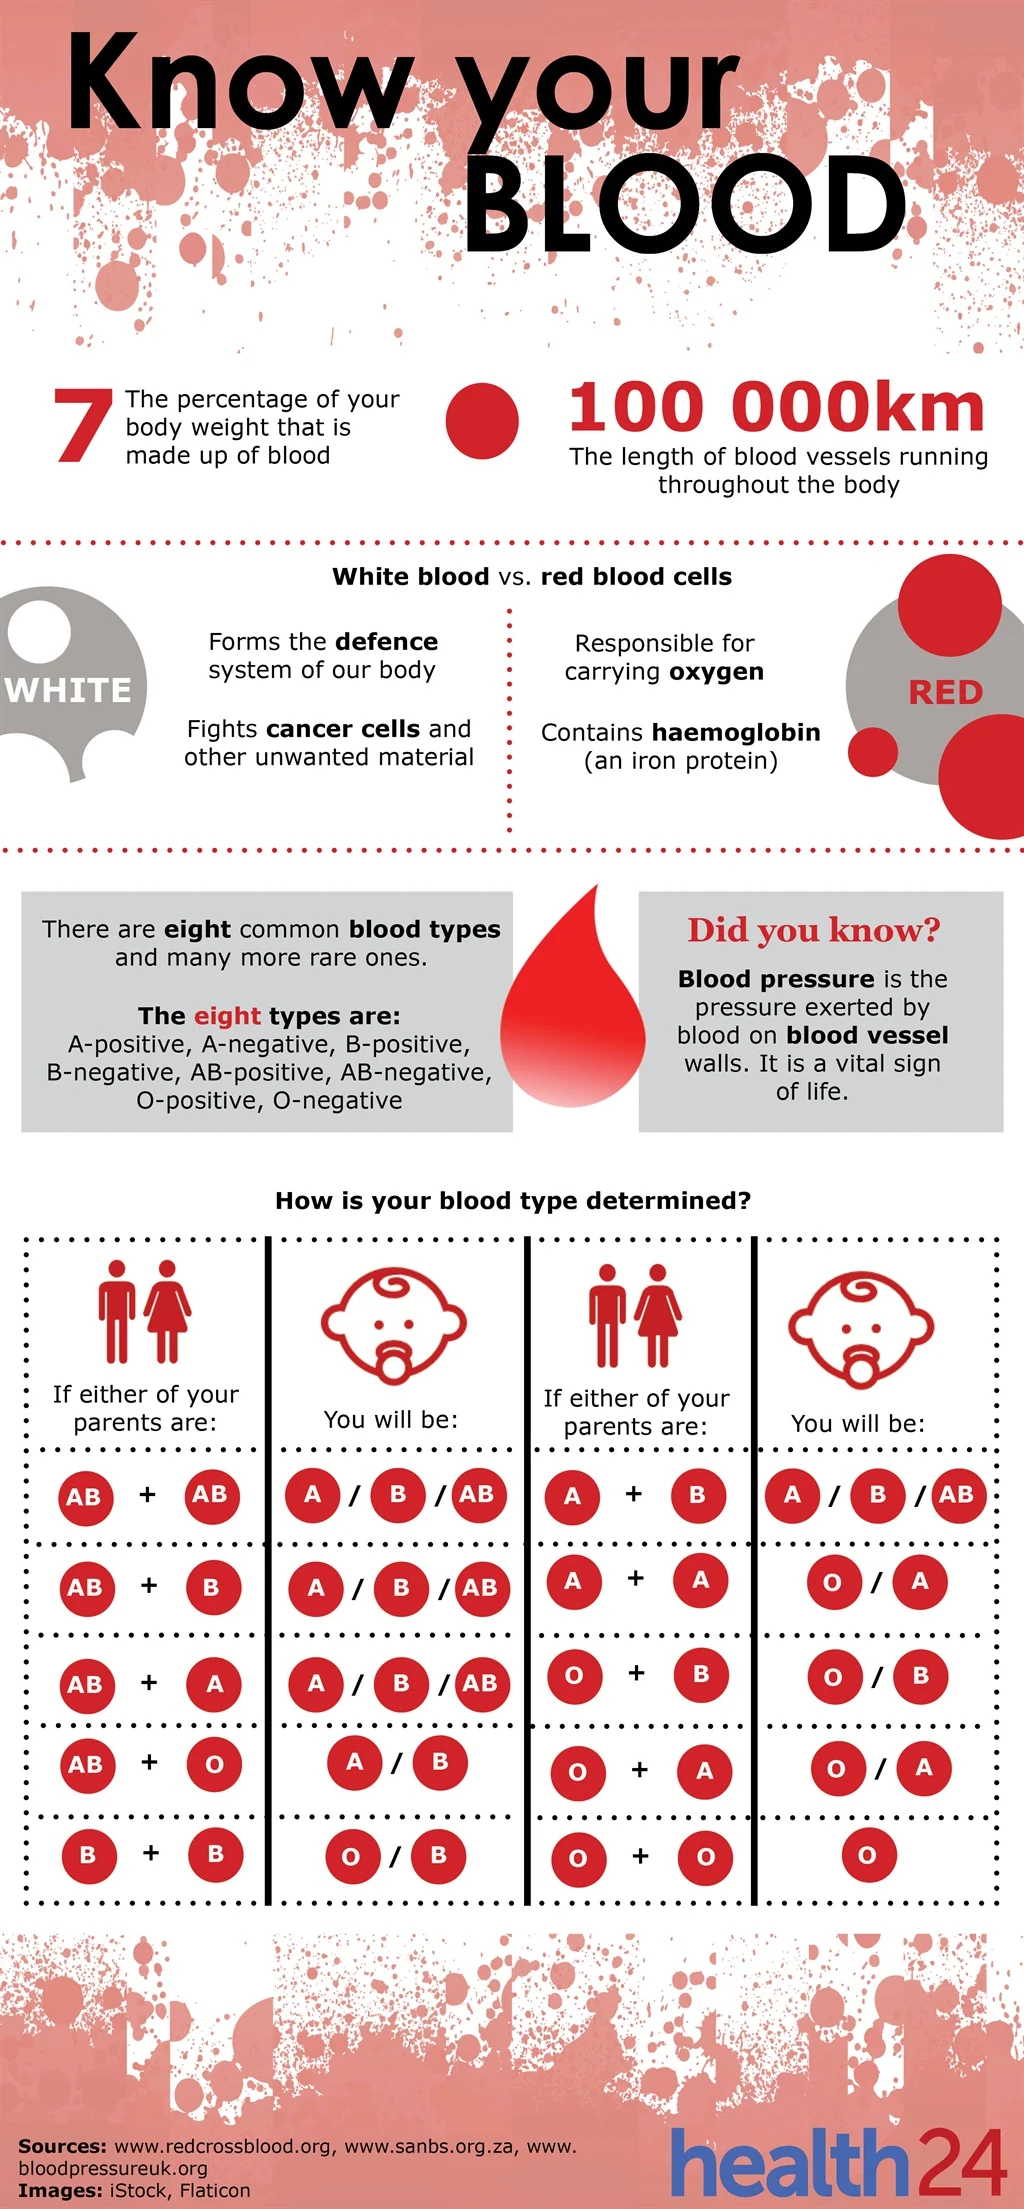 Know your
BLOOD
7
The percentage of your
body weight that is
made up of blood
100 000km
The length of blood vessels running
throughout the body
White blood vs. red blood cells
WHITE
Forms the defence
system of our body
Fights cancer cells and
other unwanted material
Responsible for
carrying oxygen
Contains haemoglobin
(an iron protein)
RED
There are eight common blood types
and many more rare ones.
The eight types are:
A-positive, A-negative, B-positive,
B-negative, AB-positive, AB-negative,
O-positive, O-negative
Did you know?
Blood pressure is the
pressure exerted by
blood on blood vessel
walls. It is a vital sign
of life.
How is your blood type determined?
If either of your
parents are:
You will be:
If either of your
parents are:
You will be:
AB + AB A / B / AB A + B A / B / AB
AB + B A / B / AB A + A O / A
AB + A A / B / AB O + B O / B
AB + O A / B O + A O / A
B + B O / B O + O O
Sources: www.redcrossblood.org, www.sanbs.org.za, www.
bloodpressureuk.org
Images: iStock, Flaticon
health24